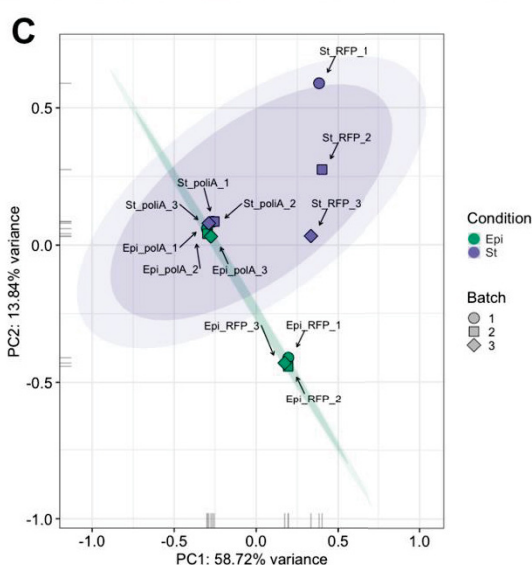 C
St_RFP_1
0.5
St_RFP_2
St_poliA_1
St_poliA_3
St_poliA_2
St_RFP_3
Condition
Epi
St
0.0
Epi_polA_1
Epi_polA_2
Epi_polA_3
Batch
1
2
3
Epi_RFP_3
Epi_RFP_1
Epi_RFP_2
-0.5
-1.0
PC2: 13.84% variance
-1.0
-0.5
0.0
0.5
1.0
PC1: 58.72% variance